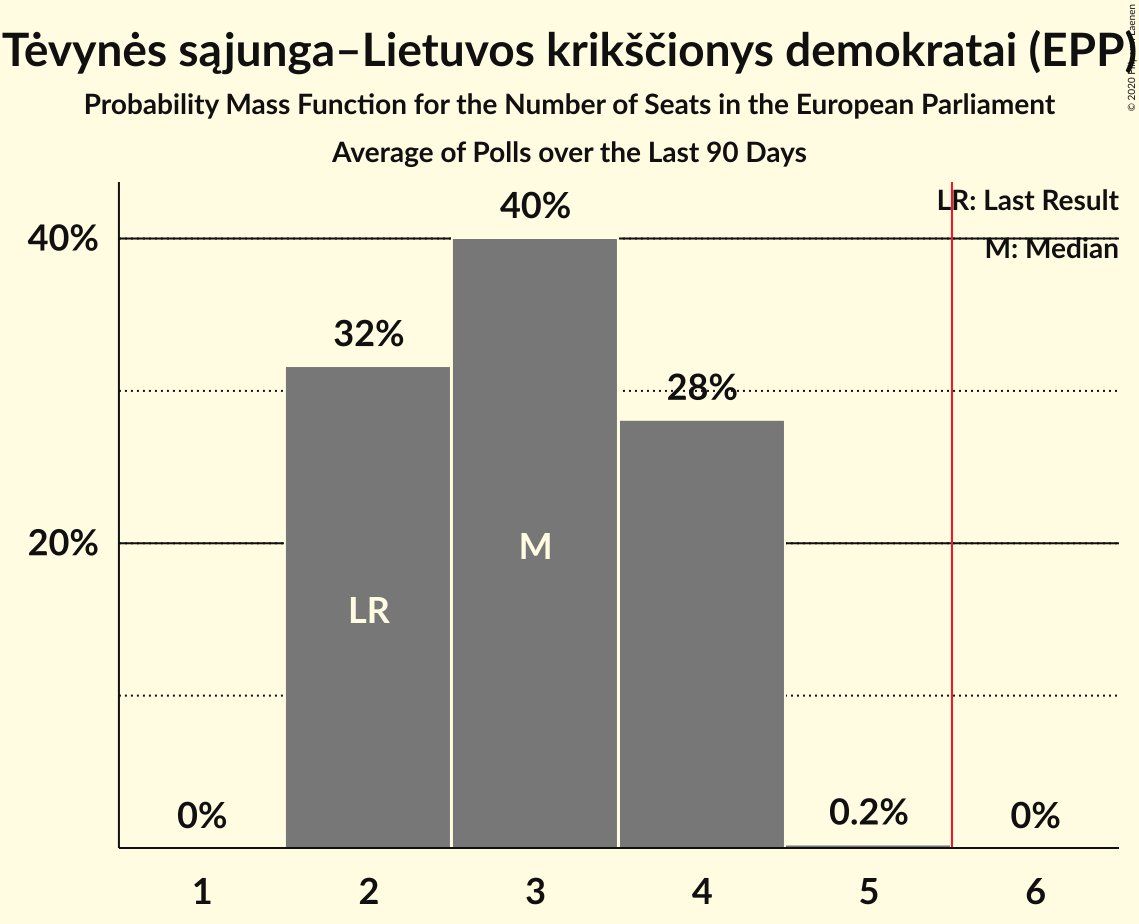 Tėvynės sąjunga–Lietuvos krikščionys demokratai (EPP)
Probability Mass Function for the Number of Seats in the European Parliament
Average of Polls over the Last 90 Days
© 2020
Laenen
LR: Last Result
M: Median
40%
20%
0%
32%
40%
28%
0.2%
0%
LR
M
1
2
3
4
5
6